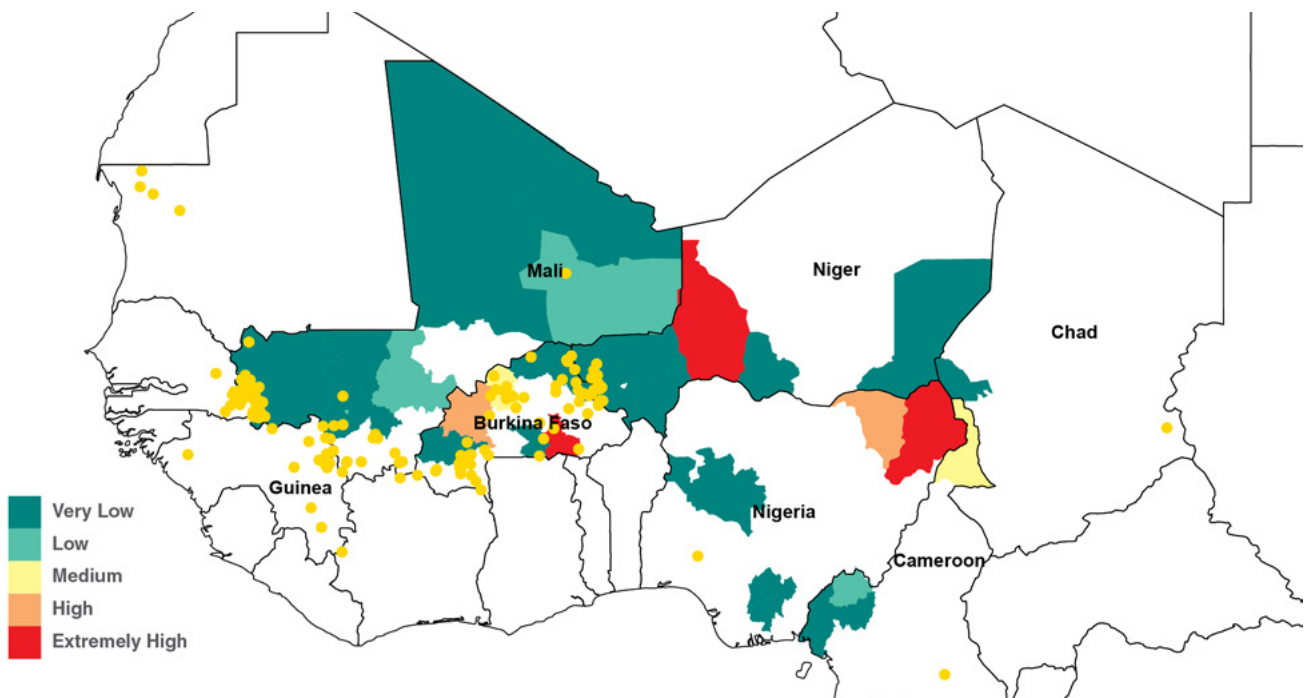 Mali
Niger
Chad
Burkina Faso
Guinea
Nigeria
Cameroon
Very Low
Low
Medium
High
Extremely High